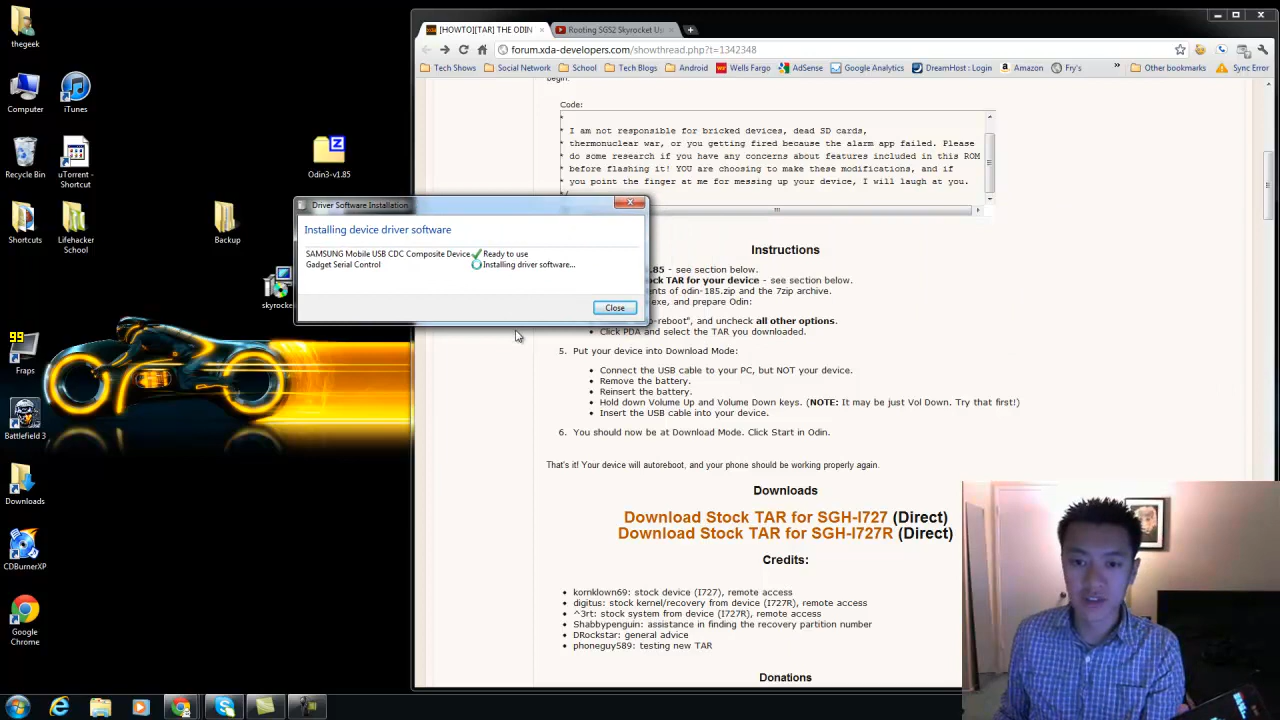 thegeek
Computer
iTunes
Recycle Bin
uTorrent -
Shortcut
Odin3-v1.85
Shortcuts
Lifehacker
School
Backup
skyrocke
99
Fraps
Battlefield 3
Downloads
CDBurnerXP
Google
Chrome
[HOWTO][TAR] THE ODIN
Rooting SGS2 Skyrocket Us
forum.xda-developers.com/showthread.php?t=1342348
Tech Shows
Social Network
School
Tech Blogs
Android
Wells Fargo
AdSense
Google Analytics
DreamHost : Login
Amazon
Fry's
»
Other bookmarks
Sync Error
begin.
Code:
*
* I am not responsible for bricked devices, dead SD cards,
* thermonuclear war, or you getting fired because the alarm app failed. Please
* do some research if you have any concerns about features included in this ROM
* before flashing it! YOU are choosing to make these modifications, and if
* you point the finger at me for messing up your device, I will laugh at you.
Driver Software Installation
Installing device driver software
SAMSUNG Mobile USB CDC Composite Device
Ready to use
Gadget Serial Control
Installing driver software...
Close
Instructions
.85 - see section below.
ck TAR for your device - see section below.
ents of odin-185.zip and the 7zip archive.
exe, and prepare Odin:
o-reboot", and uncheck all other options.
Click PDA and select the TAR you downloaded.
5. Put your device into Download Mode:
• Connect the USB cable to your PC, but NOT your device.
• Remove the battery.
• Reinsert the battery.
• Hold down Volume Up and Volume Down keys. (NOTE: It may be just Vol Down. Try that first!)
• Insert the USB cable into your device.
6. You should now be at Download Mode. Click Start in Odin.
That's it! Your device will autoreboot, and your phone should be working properly again.
Downloads
Download Stock TAR for SGH-I727 (Direct)
Download Stock TAR for SGH-I727R (Direct)
Credits:
• kornklown69: stock device (I727), remote access
• digitus: stock kernel/recovery from device (I727R), remote access
• ^3rt: stock system from device (I727R), remote access
• Shabbypenguin: assistance in finding the recovery partition number
• DRockstar: general advice
• phoneguy589: testing new TAR
Donations